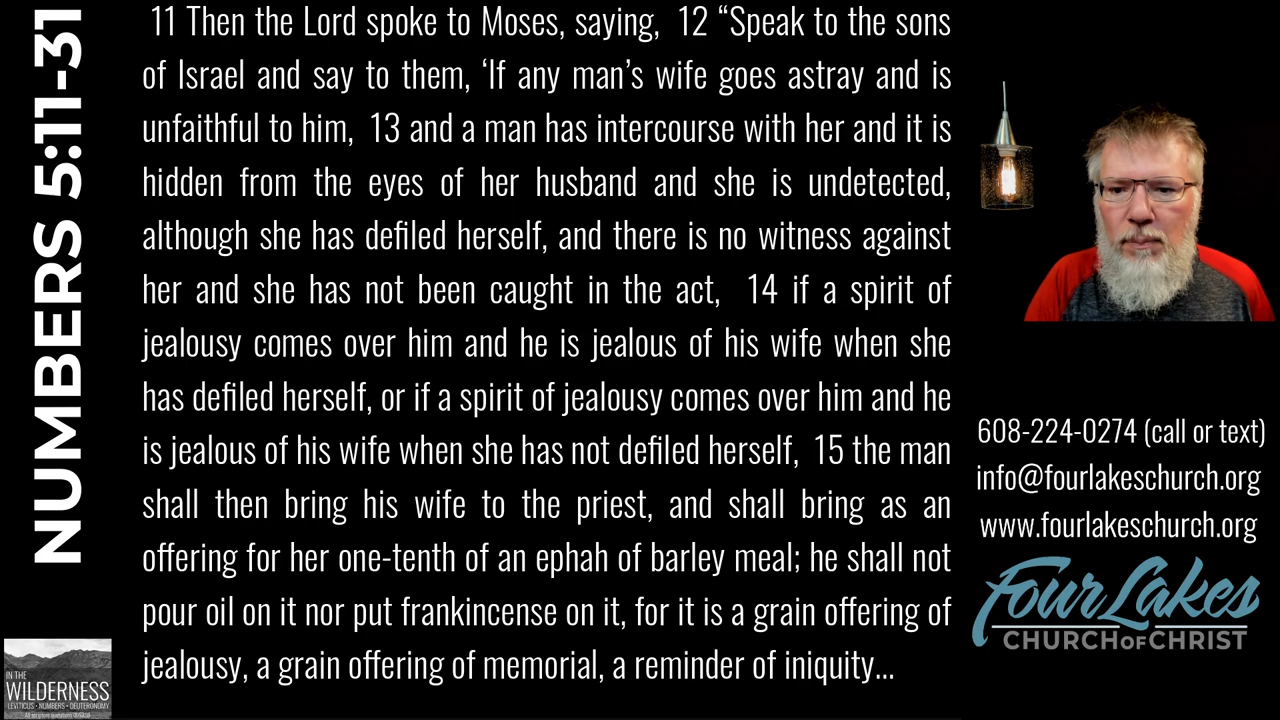 NUMBERS 5:11-31
11 Then the Lord spoke to Moses, saying, 12 “Speak to the sons
of Israel and say to them, ‘If any man’s wife goes astray and is
unfaithful to him, 13 and a man has intercourse with her and it is
hidden from the eyes of her husband and she is undetected,
although she has defiled herself, and there is no witness against
her and she has not been caught in the act, 14 if a spirit of
jealousy comes over him and he is jealous of his wife when she
has defiled herself, or if a spirit of jealousy comes over him and he
is jealous of his wife when she has not defiled herself, 15 the man
shall then bring his wife to the priest, and shall bring as an
offering for her one-tenth of an ephah of barley meal; he shall not
pour oil on it nor put frankincense on it, for it is a grain offering of
jealousy, a grain offering of memorial, a reminder of iniquity...
608-224-0274 (call or text)
info@fourlakeschurch.org
www.fourlakeschurch.org
Four Lakes
CHURCH OF CHRIST
IN THE
WILDERNESS
LEVITICUS • NUMBERS • DEUTERONOMY
All scripture quotations